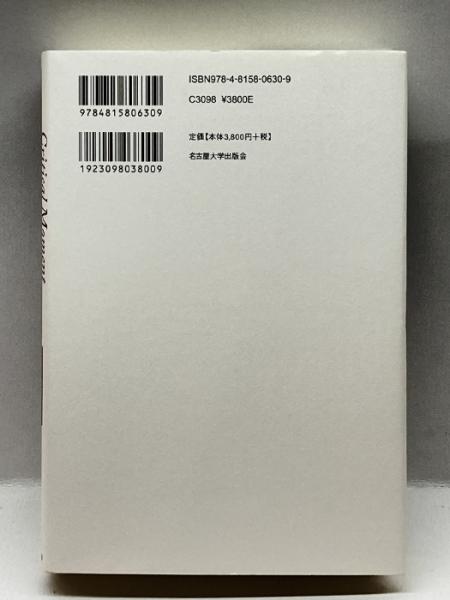 ISBN978-4-8158-0630-9
C3098 ¥3800E
9784815806309
定価【本体3,800円+税】
名古屋大学出版会
1923098038009
Critical Moment